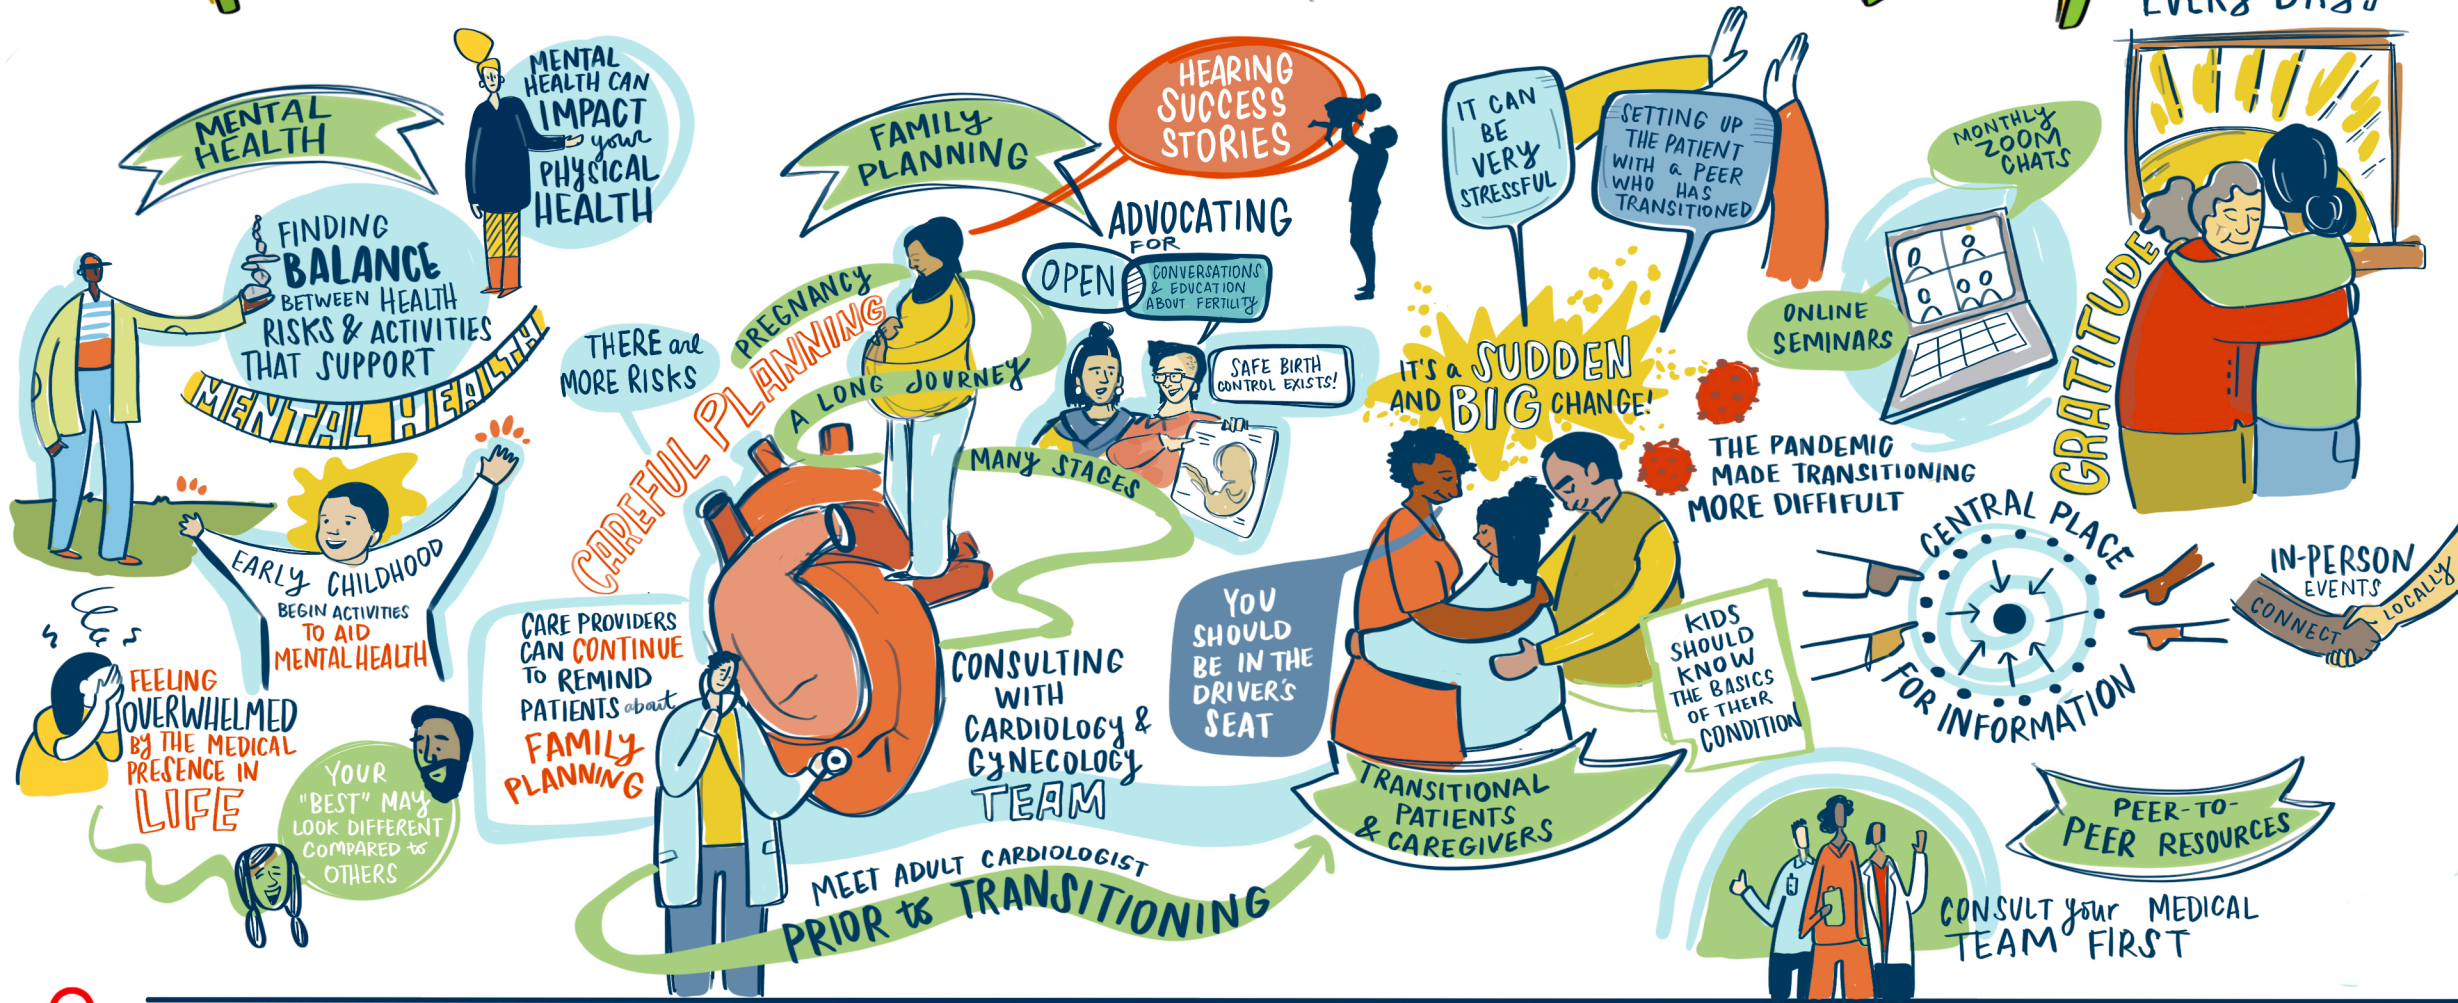 EVERY DAY!
MENTAL
HEALTH
MENTAL
HEALTH CAN
IMPACT
your
PHYSICAL
HEALTH
FINDING
BALANCE
BETWEEN HEALTH
RISKS & ACTIVITIES
THAT SUPPORT
MENTAL HEALTH
EARLY CHILDHOOD
BEGIN ACTIVITIES
TO AID
MENTAL HEALTH
FEELING
OVERWHELMED
BY THE MEDICAL
PRESENCE IN
LIFE
YOUR
"BEST" MAY
LOOK DIFFERENT
COMPARED to
OTHERS
FAMILY
PLANNING
HEARING
SUCCESS
STORIES
ADVOCATING
FOR
OPEN
CONVERSATIONS
& EDUCATION
ABOUT FERTILITY
SAFE BIRTH
CONTROL EXISTS!
THERE are
MORE RISKS
CAREFUL PLANNING
PREGNANCY
A LONG JOURNEY
MANY STAGES
CARE PROVIDERS
CAN CONTINUE
TO REMIND
PATIENTS about
FAMILY
PLANNING
CONSULTING
WITH
CARDIOLOGY &
GYNECOLOGY
TEAM
MEET ADULT CARDIOLOGIST
PRIOR to TRANSITIONING
IT CAN
BE
VERY
STRESSFUL
SETTING UP
THE PATIENT
WITH a PEER
WHO HAS
TRANSITIONED
IT'S a SUDDEN
AND BIG CHANGE!
THE PANDEMIC
MADE TRANSITIONING
MORE DIFFIFULT
YOU
SHOULD
BE IN THE
DRIVER'S
SEAT
KIDS
SHOULD
KNOW
THE BASICS
OF THEIR
CONDITION
TRANSITIONAL
PATIENTS
& CAREGIVERS
MONTHLY
ZOOM
CHATS
ONLINE
SEMINARS
GRATITUDE
CENTRAL PLACE
FOR INFORMATION
IN-PERSON
EVENTS
CONNECT
LOCALLY
PEER-TO-
PEER RESOURCES
CONSULT your MEDICAL
TEAM FIRST